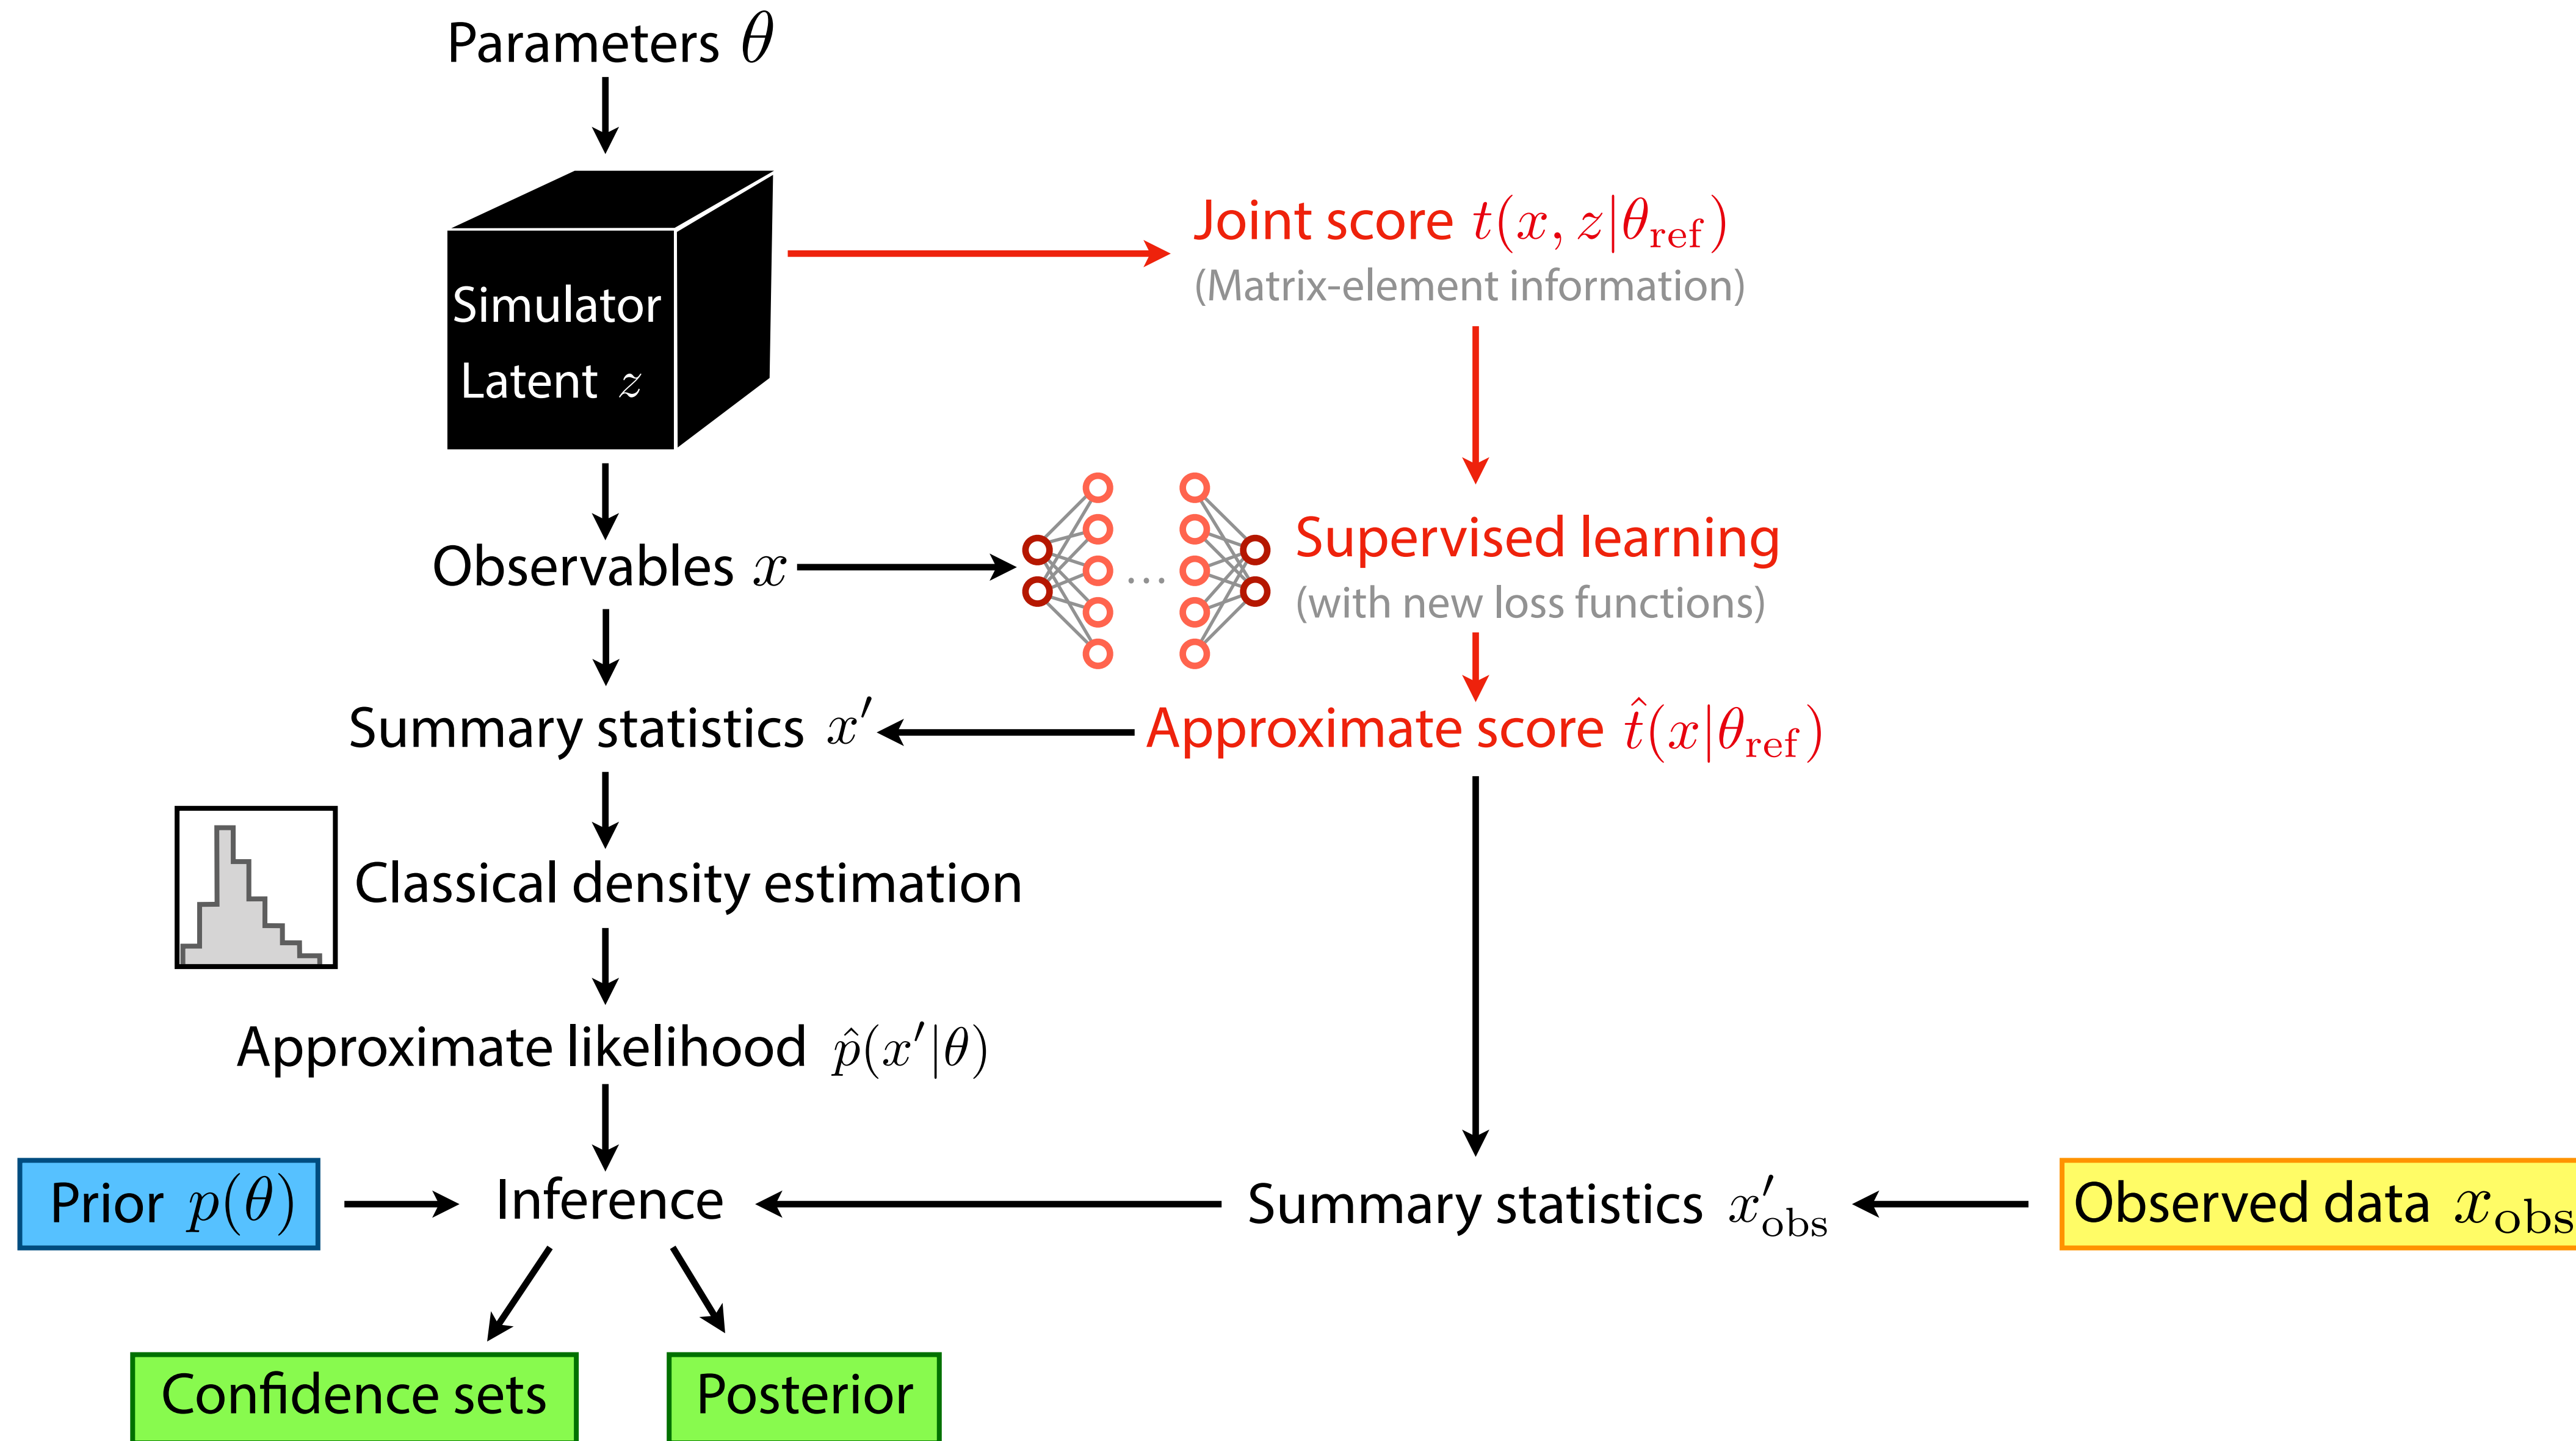 Parameters θ
Joint score t(x, z|θ_ref)
(Matrix-element information)
Simulator
Latent z
Supervised learning
(with new loss functions)
Observables x
...
Summary statistics x′
Approximate score t̂(x|θ_ref)
Classical density estimation
Approximate likelihood p̂(x′|θ)
Prior p(θ)
Inference
Summary statistics x′_obs
Observed data x_obs
Confidence sets
Posterior